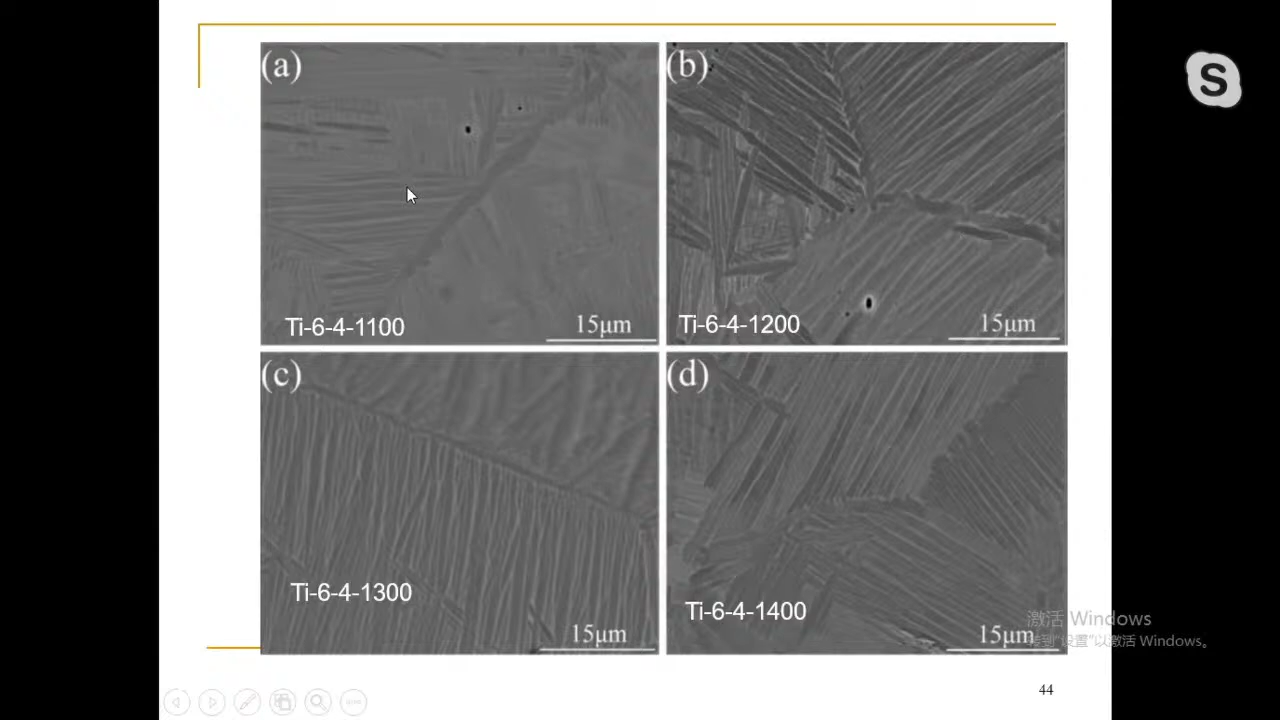 (a)
(b)
S
Ti-6-4-1100
15μm
Ti-6-4-1200
15μm
(c)
(d)
Ti-6-4-1300
15μm
Ti-6-4-1400
15μm
激活 Windows
转到“设置”以激活 Windows。
44